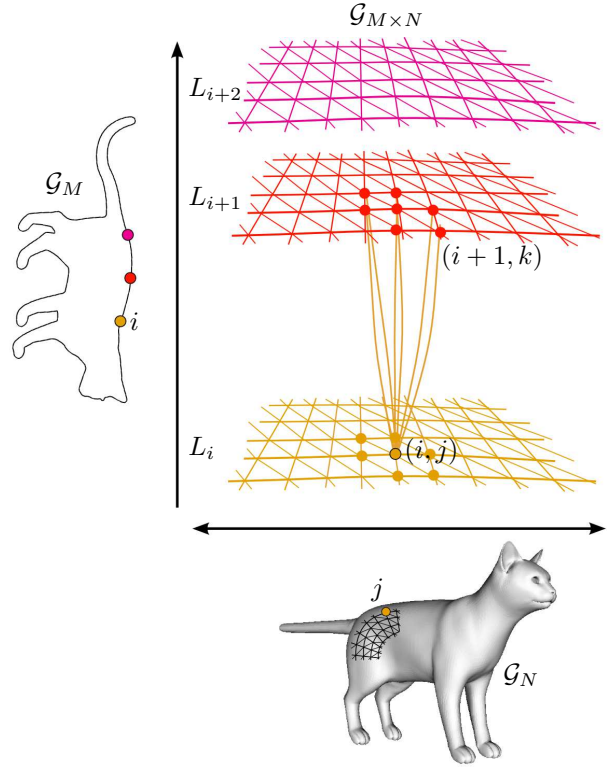 𝒢_{M×N}
L_{i+2}
𝒢_M
L_{i+1}
(i + 1, k)
i
L_i
(i, j)
j
𝒢_N